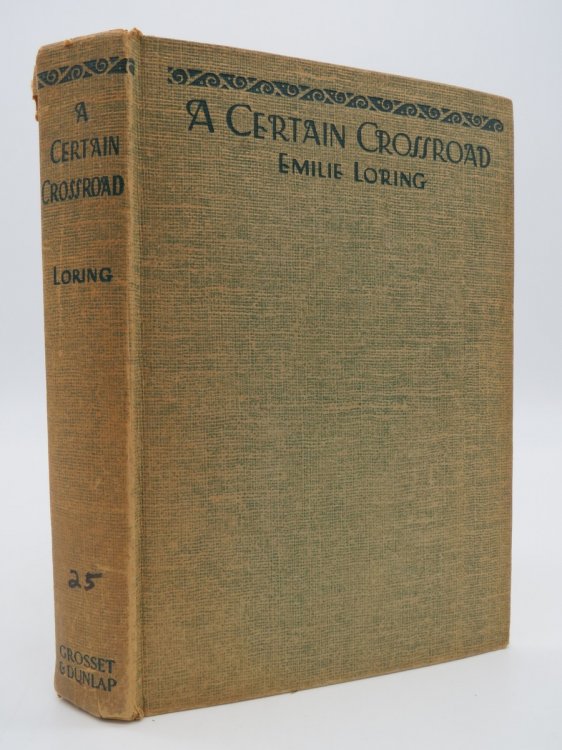 A
CERTAIN
CROSSROAD
LORING
25
GROSSET
& DUNLAP
A CERTAIN CROSSROAD
EMILIE LORING